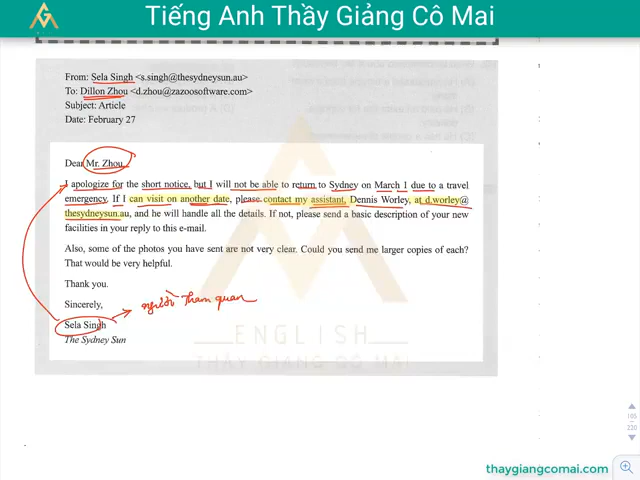 Tiếng Anh Thầy Giảng Cô Mai
From: Sela Singh <s.singh@thesydneysun.au>
To: Dillon Zhou <d.zhou@zazoosoftware.com>
Subject: Article
Date: February 27
Dear Mr. Zhou,
I apologize for the short notice, but I will not be able to return to Sydney on March 1 due to a travel
emergency. If I can visit on another date, please contact my assistant, Dennis Worley, at d.worley@
thesydneysun.au, and he will handle all the details. If not, please send a basic description of your new
facilities in your reply to this e-mail.
Also, some of the photos you have sent are not very clear. Could you send me larger copies of each?
That would be very helpful.
Thank you.
Sincerely,
người tham quan
Sela Singh
The Sydney Sun
ENGLISH
THẦY GIẢNG CÔ MAI
185
220
thaygiangcomai.com